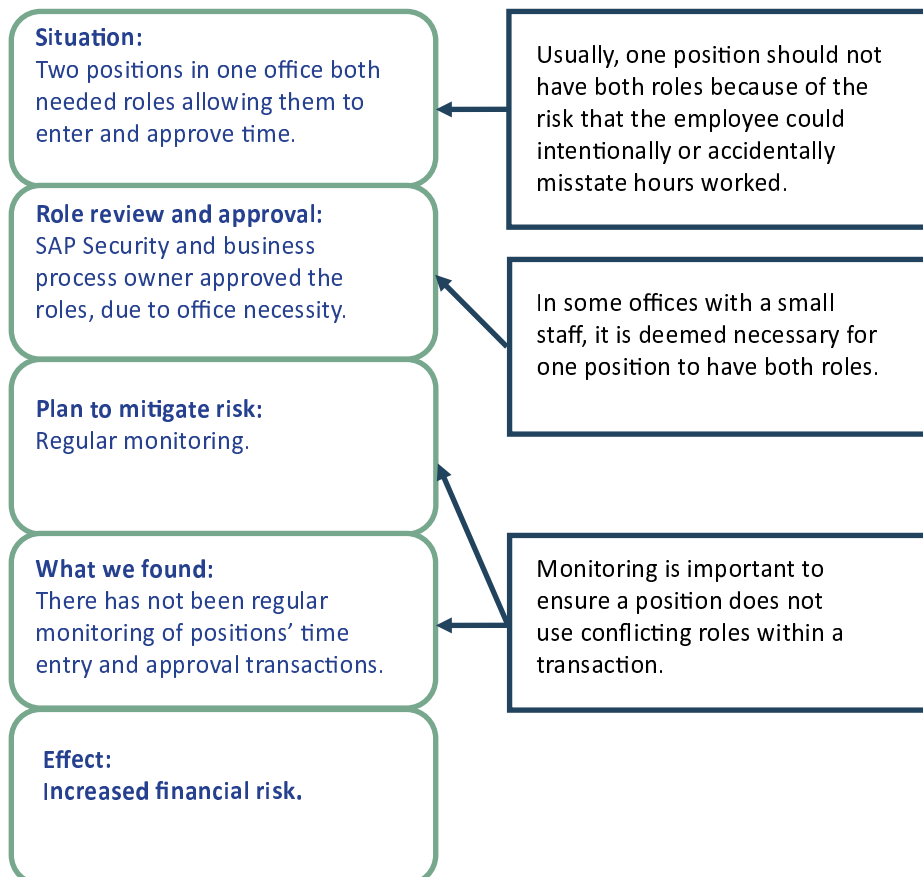 Situation:
Two positions in one office both
needed roles allowing them to
enter and approve time.
Usually, one position should not
have both roles because of the
risk that the employee could
intentionally or accidentally
misstate hours worked.
Role review and approval:
SAP Security and business
process owner approved the
roles, due to office necessity.
In some offices with a small
staff, it is deemed necessary for
one position to have both roles.
Plan to mitigate risk:
Regular monitoring.
What we found:
There has not been regular
monitoring of positions’ time
entry and approval transactions.
Monitoring is important to
ensure a position does not
use conflicting roles within a
transaction.
Effect:
Increased financial risk.